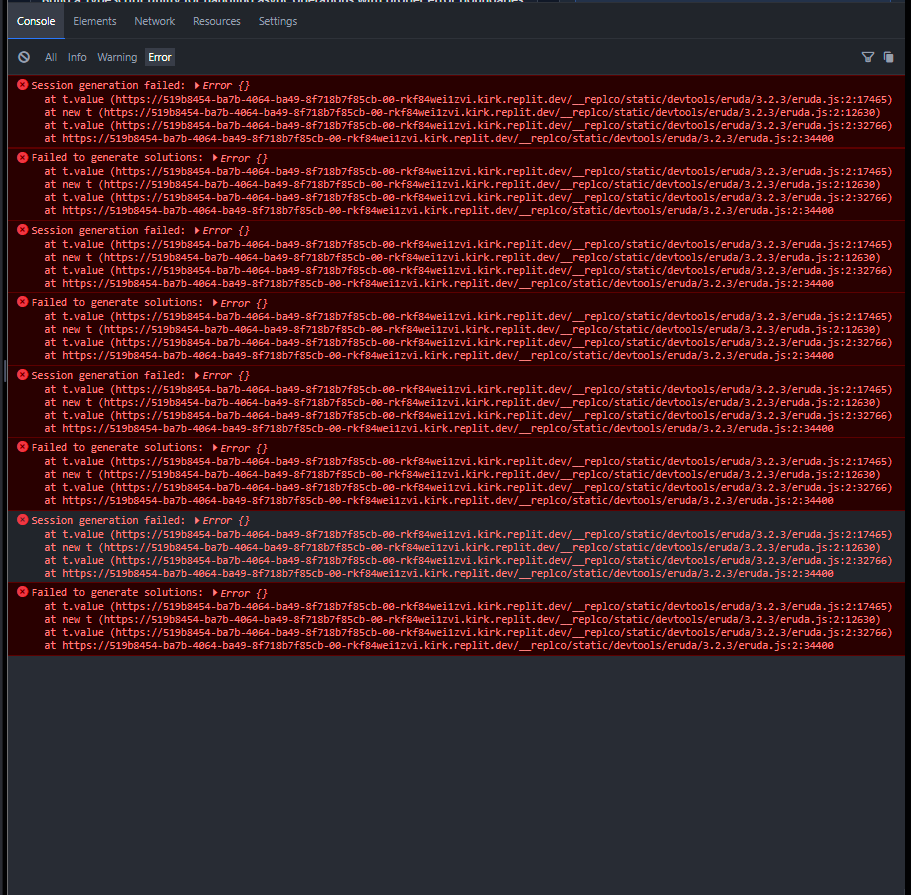 Build a TypeScript utility for handling async operations with proper error boundaries
Console Elements Network Resources Settings
All Info Warning Error
Session generation failed: Error {}
at t.value (https://519b8454-ba7b-4064-ba49-8f718b7f85cb-00-rkf84wei1zvi.kirk.replit.dev/__replco/static/devtools/eruda/3.2.3/eruda.js:2:17465)
at new t (https://519b8454-ba7b-4064-ba49-8f718b7f85cb-00-rkf84wei1zvi.kirk.replit.dev/__replco/static/devtools/eruda/3.2.3/eruda.js:2:12630)
at t.value (https://519b8454-ba7b-4064-ba49-8f718b7f85cb-00-rkf84wei1zvi.kirk.replit.dev/__replco/static/devtools/eruda/3.2.3/eruda.js:2:32766)
at https://519b8454-ba7b-4064-ba49-8f718b7f85cb-00-rkf84wei1zvi.kirk.replit.dev/__replco/static/devtools/eruda/3.2.3/eruda.js:2:34400
Failed to generate solutions: Error {}
at t.value (https://519b8454-ba7b-4064-ba49-8f718b7f85cb-00-rkf84wei1zvi.kirk.replit.dev/__replco/static/devtools/eruda/3.2.3/eruda.js:2:17465)
at new t (https://519b8454-ba7b-4064-ba49-8f718b7f85cb-00-rkf84wei1zvi.kirk.replit.dev/__replco/static/devtools/eruda/3.2.3/eruda.js:2:12630)
at t.value (https://519b8454-ba7b-4064-ba49-8f718b7f85cb-00-rkf84wei1zvi.kirk.replit.dev/__replco/static/devtools/eruda/3.2.3/eruda.js:2:32766)
at https://519b8454-ba7b-4064-ba49-8f718b7f85cb-00-rkf84wei1zvi.kirk.replit.dev/__replco/static/devtools/eruda/3.2.3/eruda.js:2:34400
Session generation failed: Error {}
at t.value (https://519b8454-ba7b-4064-ba49-8f718b7f85cb-00-rkf84wei1zvi.kirk.replit.dev/__replco/static/devtools/eruda/3.2.3/eruda.js:2:17465)
at new t (https://519b8454-ba7b-4064-ba49-8f718b7f85cb-00-rkf84wei1zvi.kirk.replit.dev/__replco/static/devtools/eruda/3.2.3/eruda.js:2:12630)
at t.value (https://519b8454-ba7b-4064-ba49-8f718b7f85cb-00-rkf84wei1zvi.kirk.replit.dev/__replco/static/devtools/eruda/3.2.3/eruda.js:2:32766)
at https://519b8454-ba7b-4064-ba49-8f718b7f85cb-00-rkf84wei1zvi.kirk.replit.dev/__replco/static/devtools/eruda/3.2.3/eruda.js:2:34400
Failed to generate solutions: Error {}
at t.value (https://519b8454-ba7b-4064-ba49-8f718b7f85cb-00-rkf84wei1zvi.kirk.replit.dev/__replco/static/devtools/eruda/3.2.3/eruda.js:2:17465)
at new t (https://519b8454-ba7b-4064-ba49-8f718b7f85cb-00-rkf84wei1zvi.kirk.replit.dev/__replco/static/devtools/eruda/3.2.3/eruda.js:2:12630)
at t.value (https://519b8454-ba7b-4064-ba49-8f718b7f85cb-00-rkf84wei1zvi.kirk.replit.dev/__replco/static/devtools/eruda/3.2.3/eruda.js:2:32766)
at https://519b8454-ba7b-4064-ba49-8f718b7f85cb-00-rkf84wei1zvi.kirk.replit.dev/__replco/static/devtools/eruda/3.2.3/eruda.js:2:34400
Session generation failed: Error {}
at t.value (https://519b8454-ba7b-4064-ba49-8f718b7f85cb-00-rkf84wei1zvi.kirk.replit.dev/__replco/static/devtools/eruda/3.2.3/eruda.js:2:17465)
at new t (https://519b8454-ba7b-4064-ba49-8f718b7f85cb-00-rkf84wei1zvi.kirk.replit.dev/__replco/static/devtools/eruda/3.2.3/eruda.js:2:12630)
at t.value (https://519b8454-ba7b-4064-ba49-8f718b7f85cb-00-rkf84wei1zvi.kirk.replit.dev/__replco/static/devtools/eruda/3.2.3/eruda.js:2:32766)
at https://519b8454-ba7b-4064-ba49-8f718b7f85cb-00-rkf84wei1zvi.kirk.replit.dev/__replco/static/devtools/eruda/3.2.3/eruda.js:2:34400
Failed to generate solutions: Error {}
at t.value (https://519b8454-ba7b-4064-ba49-8f718b7f85cb-00-rkf84wei1zvi.kirk.replit.dev/__replco/static/devtools/eruda/3.2.3/eruda.js:2:17465)
at new t (https://519b8454-ba7b-4064-ba49-8f718b7f85cb-00-rkf84wei1zvi.kirk.replit.dev/__replco/static/devtools/eruda/3.2.3/eruda.js:2:12630)
at t.value (https://519b8454-ba7b-4064-ba49-8f718b7f85cb-00-rkf84wei1zvi.kirk.replit.dev/__replco/static/devtools/eruda/3.2.3/eruda.js:2:32766)
at https://519b8454-ba7b-4064-ba49-8f718b7f85cb-00-rkf84wei1zvi.kirk.replit.dev/__replco/static/devtools/eruda/3.2.3/eruda.js:2:34400
Session generation failed: Error {}
at t.value (https://519b8454-ba7b-4064-ba49-8f718b7f85cb-00-rkf84wei1zvi.kirk.replit.dev/__replco/static/devtools/eruda/3.2.3/eruda.js:2:17465)
at new t (https://519b8454-ba7b-4064-ba49-8f718b7f85cb-00-rkf84wei1zvi.kirk.replit.dev/__replco/static/devtools/eruda/3.2.3/eruda.js:2:12630)
at t.value (https://519b8454-ba7b-4064-ba49-8f718b7f85cb-00-rkf84wei1zvi.kirk.replit.dev/__replco/static/devtools/eruda/3.2.3/eruda.js:2:32766)
at https://519b8454-ba7b-4064-ba49-8f718b7f85cb-00-rkf84wei1zvi.kirk.replit.dev/__replco/static/devtools/eruda/3.2.3/eruda.js:2:34400
Failed to generate solutions: Error {}
at t.value (https://519b8454-ba7b-4064-ba49-8f718b7f85cb-00-rkf84wei1zvi.kirk.replit.dev/__replco/static/devtools/eruda/3.2.3/eruda.js:2:17465)
at new t (https://519b8454-ba7b-4064-ba49-8f718b7f85cb-00-rkf84wei1zvi.kirk.replit.dev/__replco/static/devtools/eruda/3.2.3/eruda.js:2:12630)
at t.value (https://519b8454-ba7b-4064-ba49-8f718b7f85cb-00-rkf84wei1zvi.kirk.replit.dev/__replco/static/devtools/eruda/3.2.3/eruda.js:2:32766)
at https://519b8454-ba7b-4064-ba49-8f718b7f85cb-00-rkf84wei1zvi.kirk.replit.dev/__replco/static/devtools/eruda/3.2.3/eruda.js:2:34400